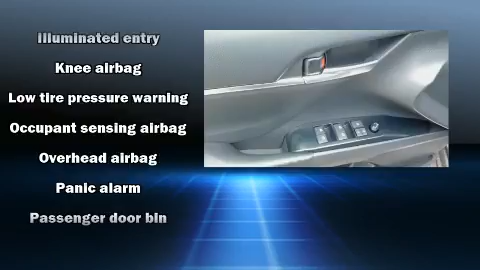 Illuminated entry
Knee airbag
Low tire pressure warning
Occupant sensing airbag
Overhead airbag
Panic alarm
Passenger door bin